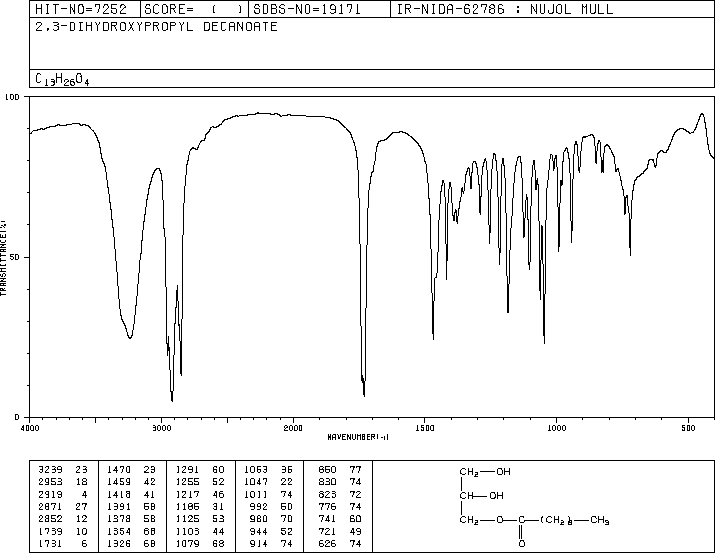 HIT-NO=7252 SCORE= ( ) SDBS-NO=19171 IR-NIDA-62786 : NUJOL MULL
2,3-DIHYDROXYPROPYL DECANOATE
C13H26O4
100
50
0
TRANSMITTANCE(%)
4000 3000 2000 1500 1000 500
WAVENUMBER(-1)
3239 23 1470 23 1291 60 1063 36 850 77
2953 18 1459 42 1255 52 1047 22 830 74
2919 4 1418 41 1217 46 1011 74 823 72
2871 27 1391 58 1186 31 992 50 776 74
2852 12 1378 58 1125 53 980 70 741 60
1739 10 1354 68 1103 44 944 52 721 49
1731 6 1326 68 1079 68 914 74 626 74
CH2—OH
CH—OH
CH2—O—C—(CH2)8—CH3
O